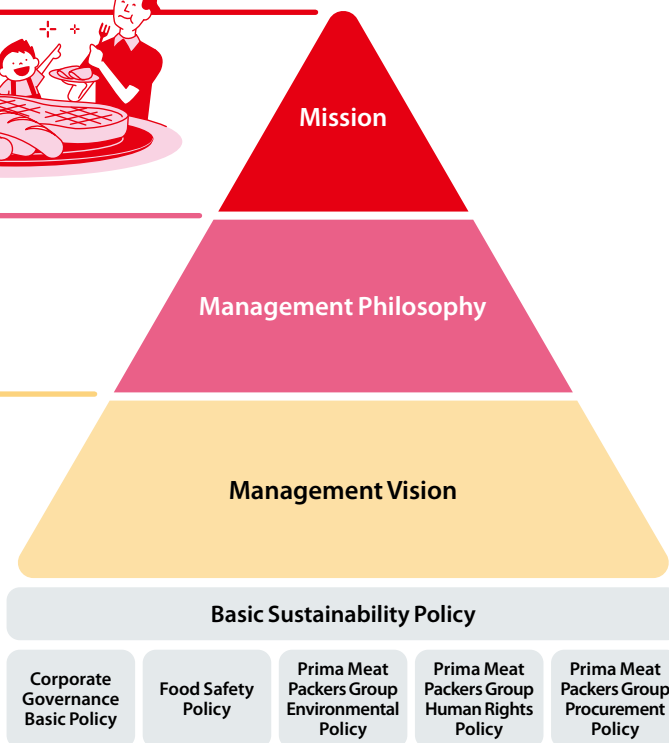 Mission
Management Philosophy
Management Vision
Basic Sustainability Policy
Corporate
Governance
Basic Policy
Food Safety
Policy
Prima Meat
Packers Group
Environmental
Policy
Prima Meat
Packers Group
Human Rights
Policy
Prima Meat
Packers Group
Procurement
Policy